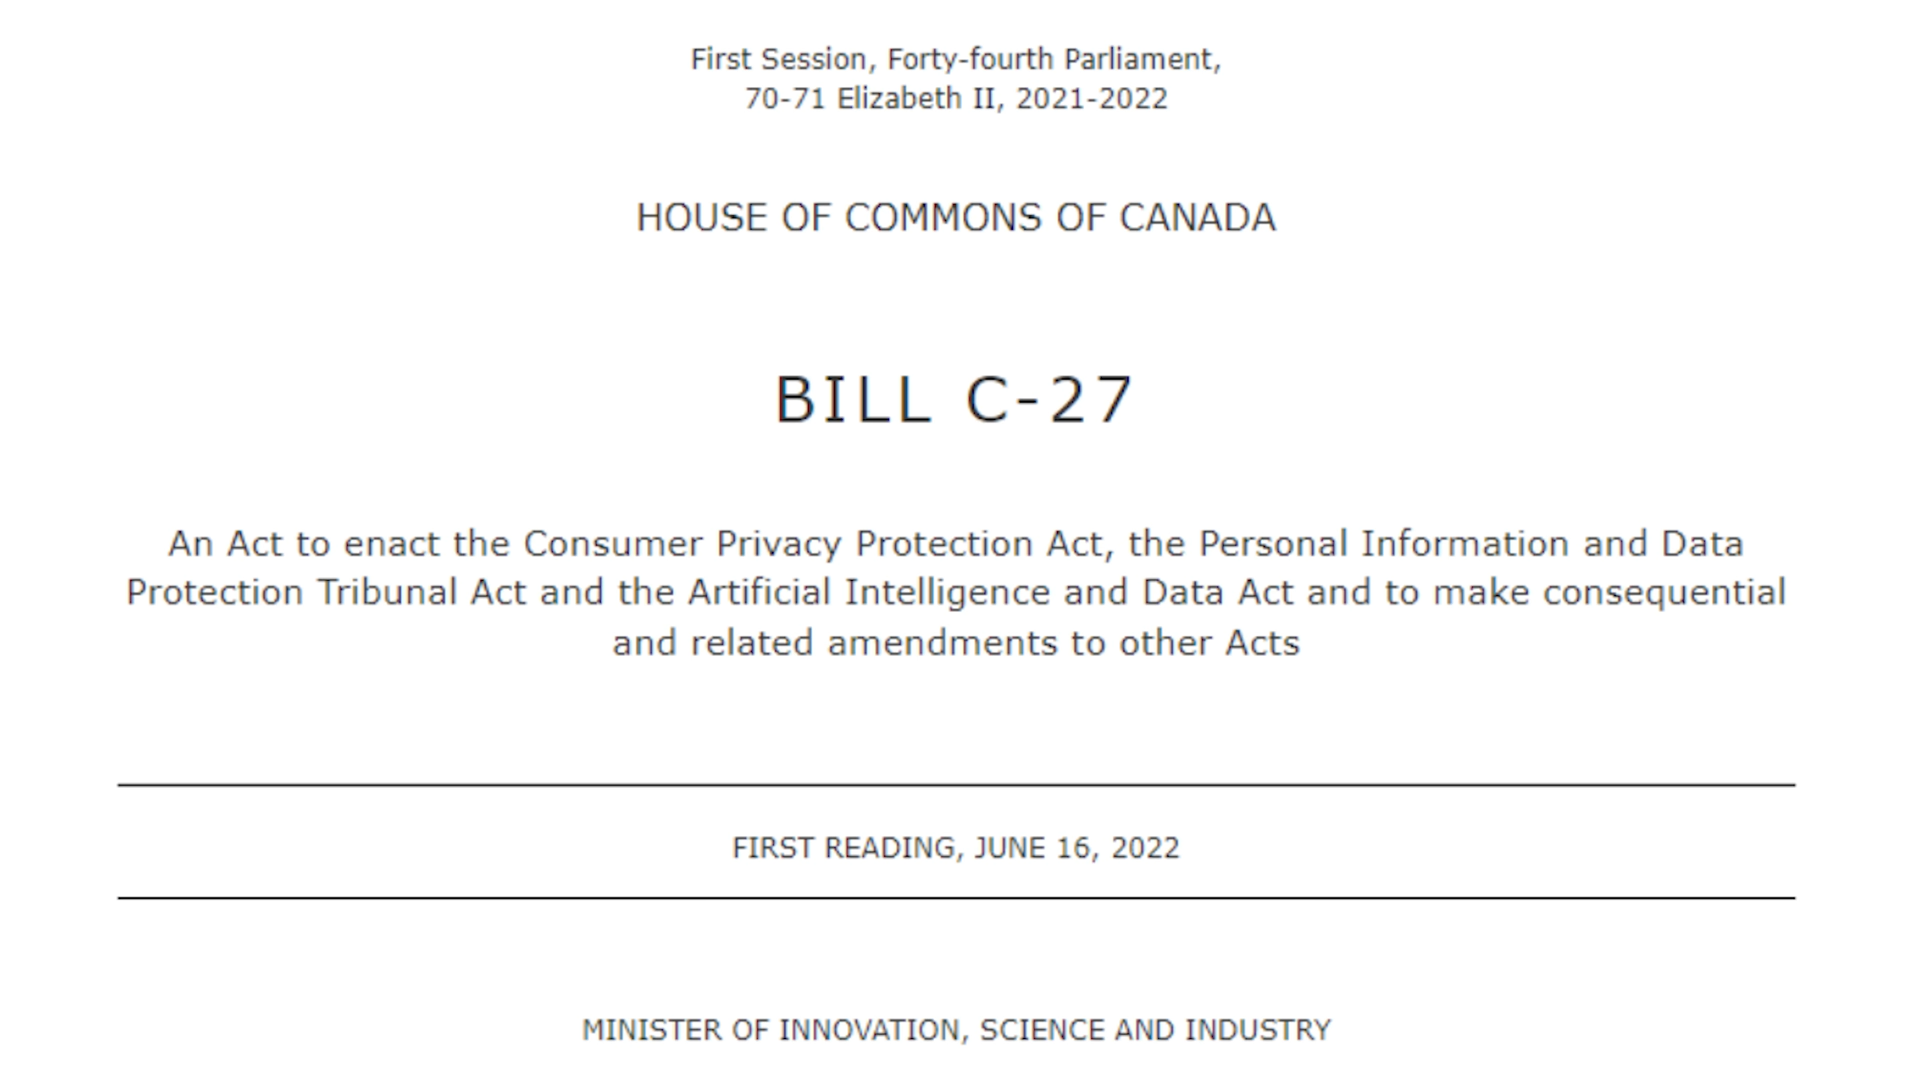 First Session, Forty-fourth Parliament,
70-71 Elizabeth II, 2021-2022
HOUSE OF COMMONS OF CANADA
BILL C-27
An Act to enact the Consumer Privacy Protection Act, the Personal Information and Data
Protection Tribunal Act and the Artificial Intelligence and Data Act and to make consequential
and related amendments to other Acts
FIRST READING, JUNE 16, 2022
MINISTER OF INNOVATION, SCIENCE AND INDUSTRY